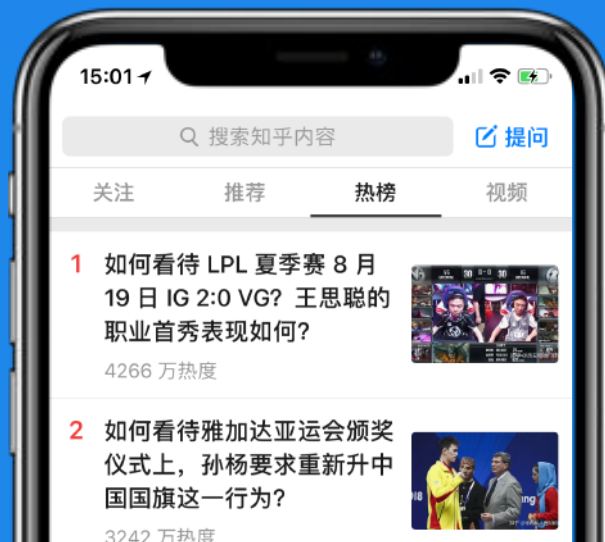 15:01
搜索知乎内容
提问
关注 推荐 热榜 视频
1 如何看待 LPL 夏季赛 8 月
19 日 IG 2:0 VG？王思聪的
职业首秀表现如何？
4266 万热度
2 如何看待雅加达亚运会颁奖
仪式上，孙杨要求重新升中
国国旗这一行为？
3242 万热度